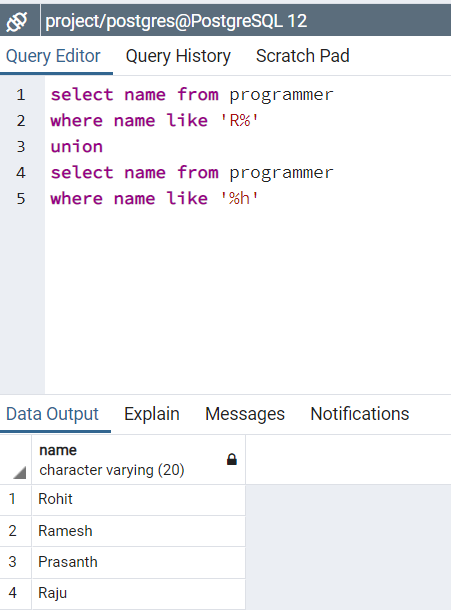 project/postgres@PostgreSQL 12
Query Editor Query History Scratch Pad
1 select name from programmer
2 where name like 'R%'
3 union
4 select name from programmer
5 where name like '%h'
Data Output Explain Messages Notifications
name
character varying (20)
1 Rohit
2 Ramesh
3 Prasanth
4 Raju